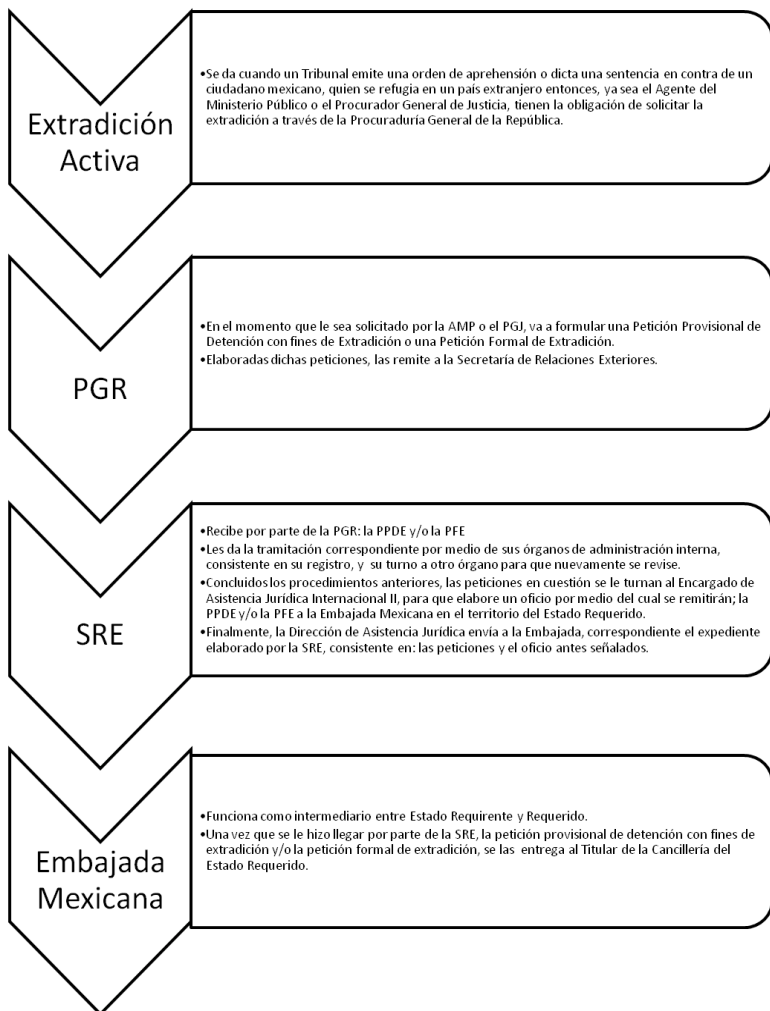 Extradición
Activa
•Se da cuando un Tribunal emite una orden de aprehensión o dicta una sentencia en contra de un
ciudadano mexicano, quien se refugia en un país extranjero entonces, ya sea el Agente del
Ministerio Público o el Procurador General de Justicia, tienen la obligación de solicitar la
extradición a través de la Procuraduría General de la República.
PGR
•En el momento que le sea solicitado por la AMP o el PGJ, va a formular una Petición Provisional de
Detención con fines de Extradición o una Petición Formal de Extradición.
•Elaboradas dichas peticiones, las remite a la Secretaría de Relaciones Exteriores.
SRE
•Recibe por parte de la PGR: la PPDE y/o la PFE
•Les da la tramitación correspondiente por medio de sus órganos de administración interna,
consistente en su registro, y su turno a otro órgano para que nuevamente se revise.
•Concluidos los procedimientos anteriores, las peticiones en cuestión se le turnan al Encargado de
Asistencia Jurídica Internacional II, para que elabore un oficio por medio del cual se remitirán; la
PPDE y/o la PFE a la Embajada Mexicana en el territorio del Estado Requerido.
•Finalmente, la Dirección de Asistencia Jurídica envía a la Embajada, correspondiente el expediente
elaborado por la SRE, consistente en: las peticiones y el oficio antes señalados.
Embajada
Mexicana
•Funciona como intermediario entre Estado Requirente y Requerido.
•Una vez que se le hizo llegar por parte de la SRE, la petición provisional de detención con fines de
extradición y/o la petición formal de extradición, se las entrega al Titular de la Cancillería del
Estado Requerido.